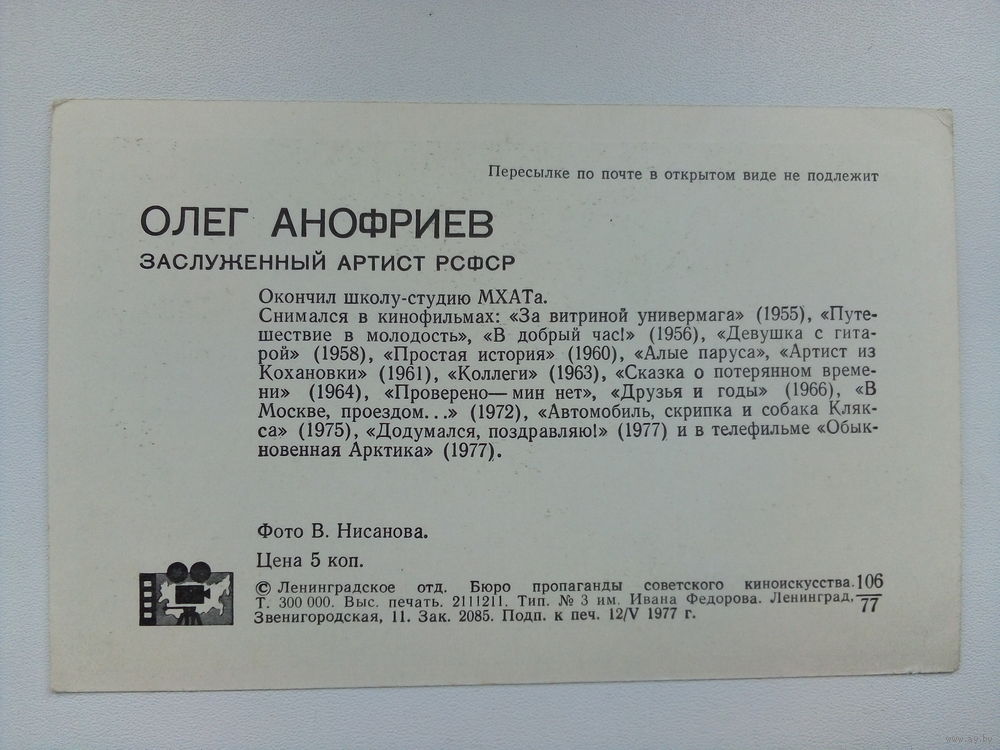 Пересылке по почте в открытом виде не подлежит
ОЛЕГ АНОФРИЕВ
ЗАСЛУЖЕННЫЙ АРТИСТ РСФСР
Окончил школу-студию МХАТа.
Снимался в кинофильмах: «За витриной универмага» (1955), «Путе-
шествие в молодость», «В добрый час!» (1956), «Девушка с гита-
рой» (1958), «Простая история» (1960), «Алые паруса», «Артист из
Кохановки» (1961), «Коллеги» (1963), «Сказка о потерянном време-
ни» (1964), «Проверено— мин нет», «Друзья и годы» (1966), «В
Москве, проездом...» (1972), «Автомобиль, скрипка и собака Кляк-
са» (1975), «Додумался, поздравляю!» (1977) и в телефильме «Обык-
новенная Арктика» (1977).
Фото В. Нисанова.
Цена 5 коп.
© Ленинградское отд. Бюро пропаганды советского киноискусства. 106
Т. 300 000. Выс. печать. 2111211. Тип. № 3 им. Ивана Федорова. Ленинград, 77
Звенигородская, 11. Зак. 2085. Подп. к печ. 12/V 1977 г.
www.ay.by